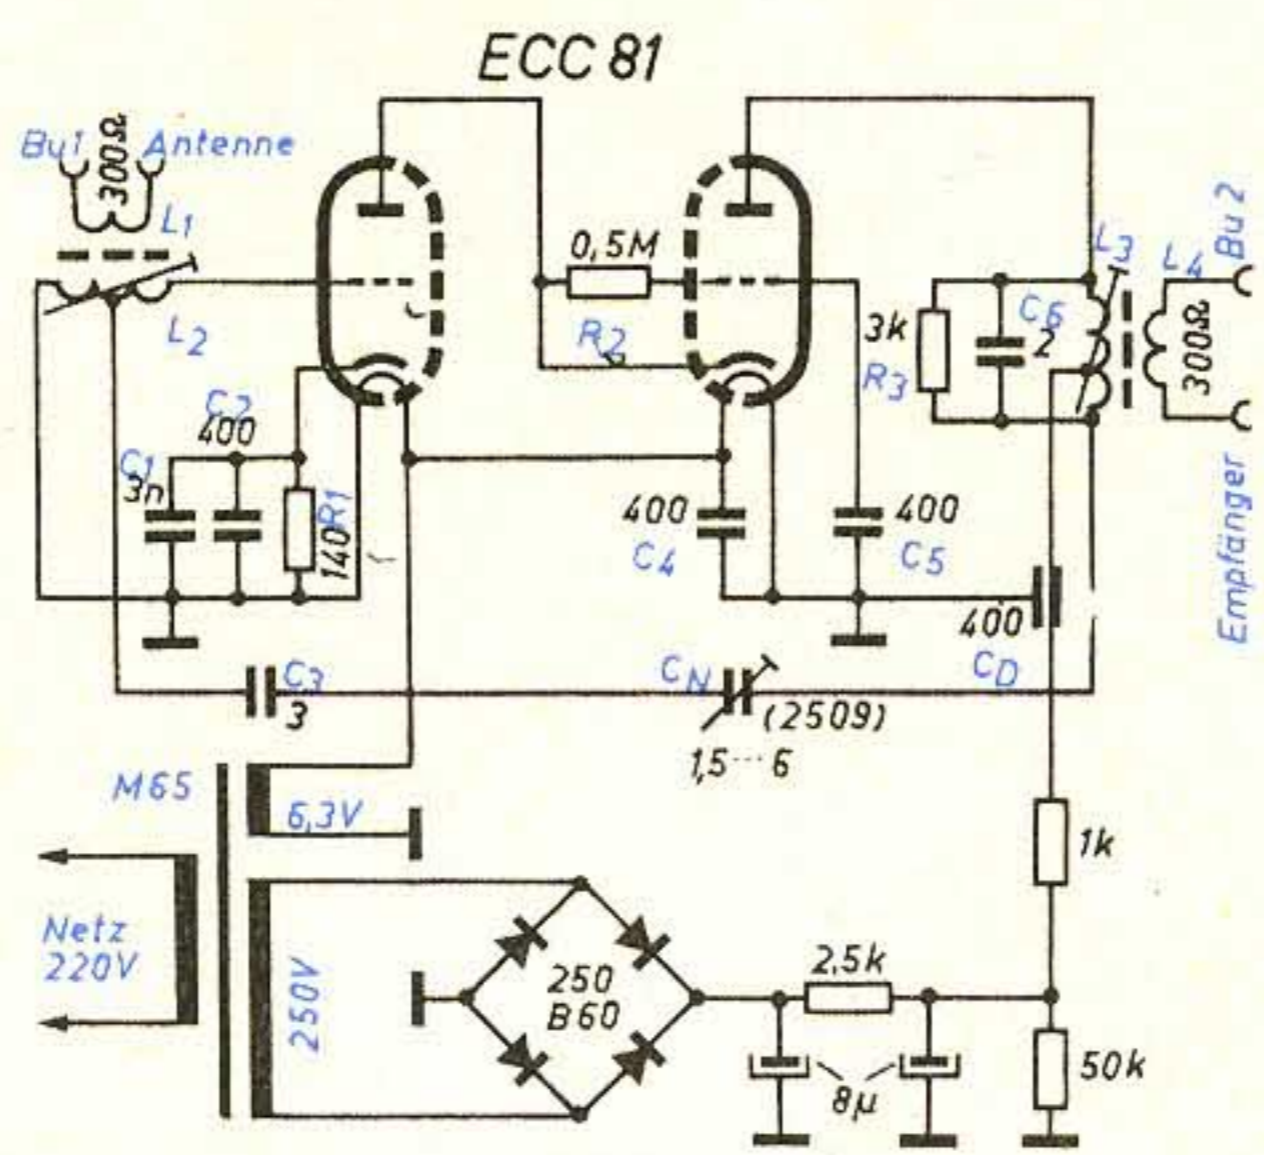 ECC 81
Bu1
300Ω
Antenne
L1
L2
0,5M
R2
L3
L4
Bu 2
3k
R3
C6
2
300Ω
C2
400
C1
3n
R1
140
400
C4
400
C5
Empfänger
400
CD
C3
3
CN
(2509)
1,5···6
M65
6,3V
1k
Netz
220V
250V
250
B60
2,5k
8μ
50k